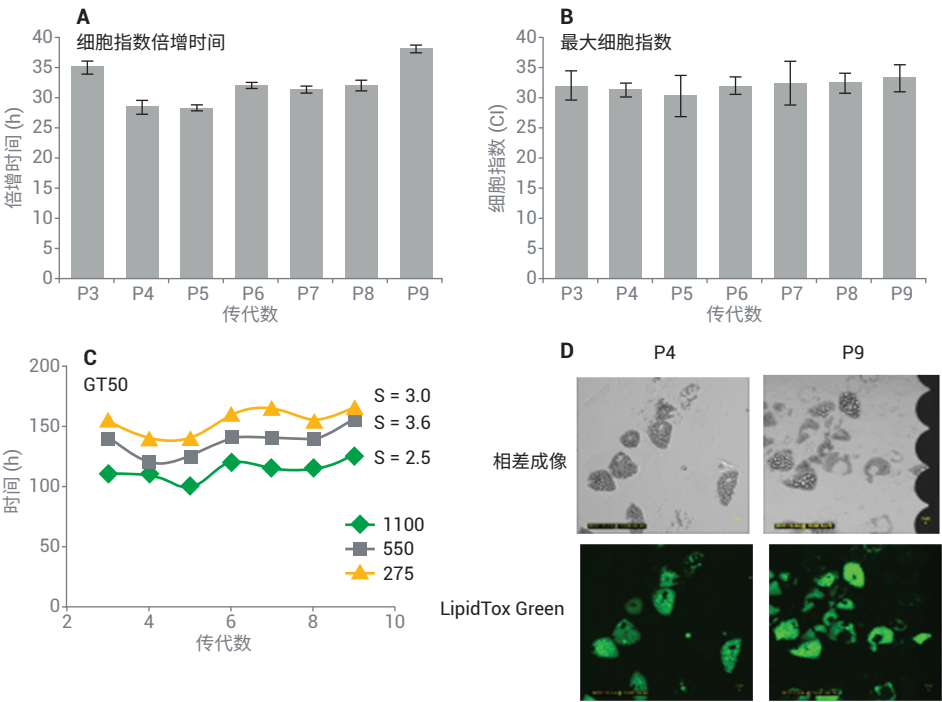 A
细胞指数倍增时间
倍增时间 (h)
40
35
30
25
20
15
10
5
0
P3 P4 P5 P6 P7 P8 P9
传代数
B
最大细胞指数
细胞指数 (CI)
40
35
30
25
20
15
10
5
0
P3 P4 P5 P6 P7 P8 P9
传代数
C
GT50
时间 (h)
200
150
100
50
0
2 4 6 8 10
传代数
S = 3.0
S = 3.6
S = 2.5
1100
550
275
D
P4 P9
相差成像
LipidTox Green